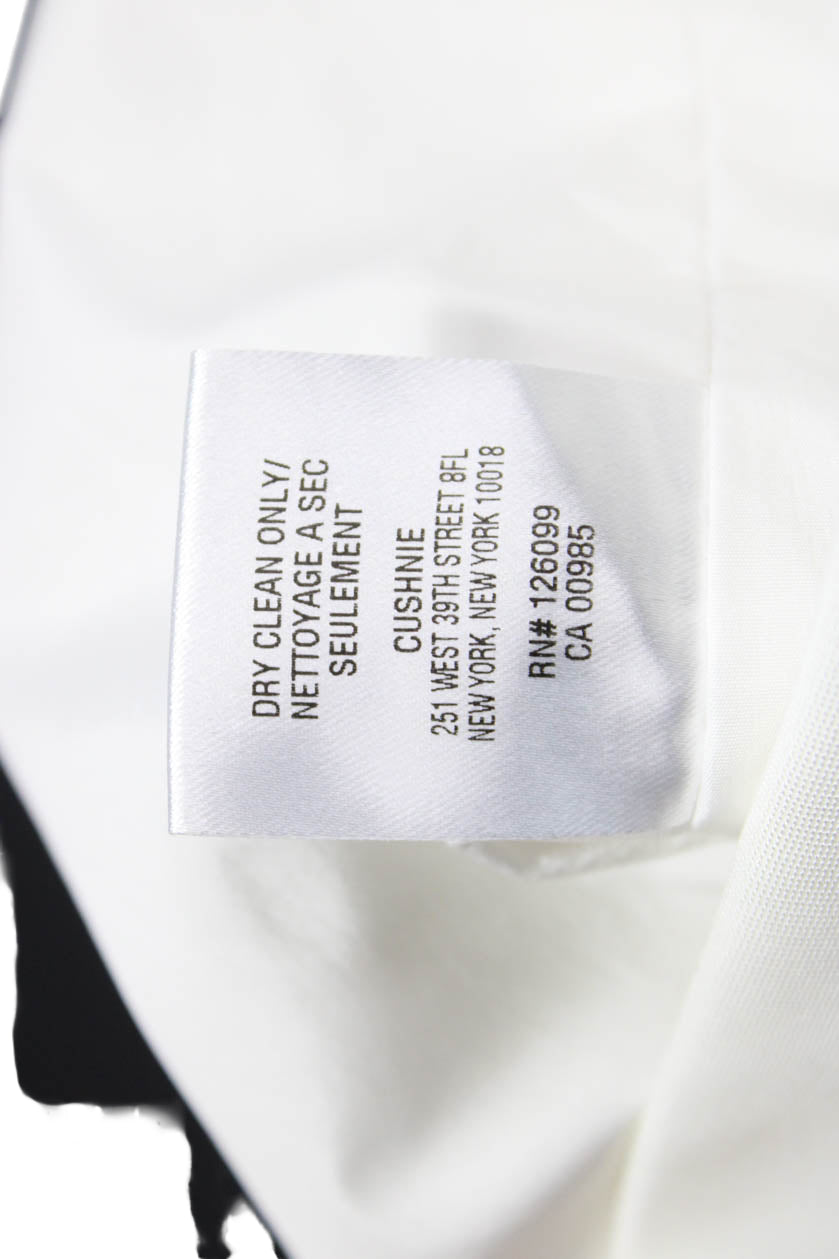 DRY CLEAN ONLY/
NETTOYAGE A SEC
SEULEMENT
CUSHNIE
251 WEST 39TH STREET 8FL
NEW YORK, NEW YORK 10018
RN# 126099
CA 00985